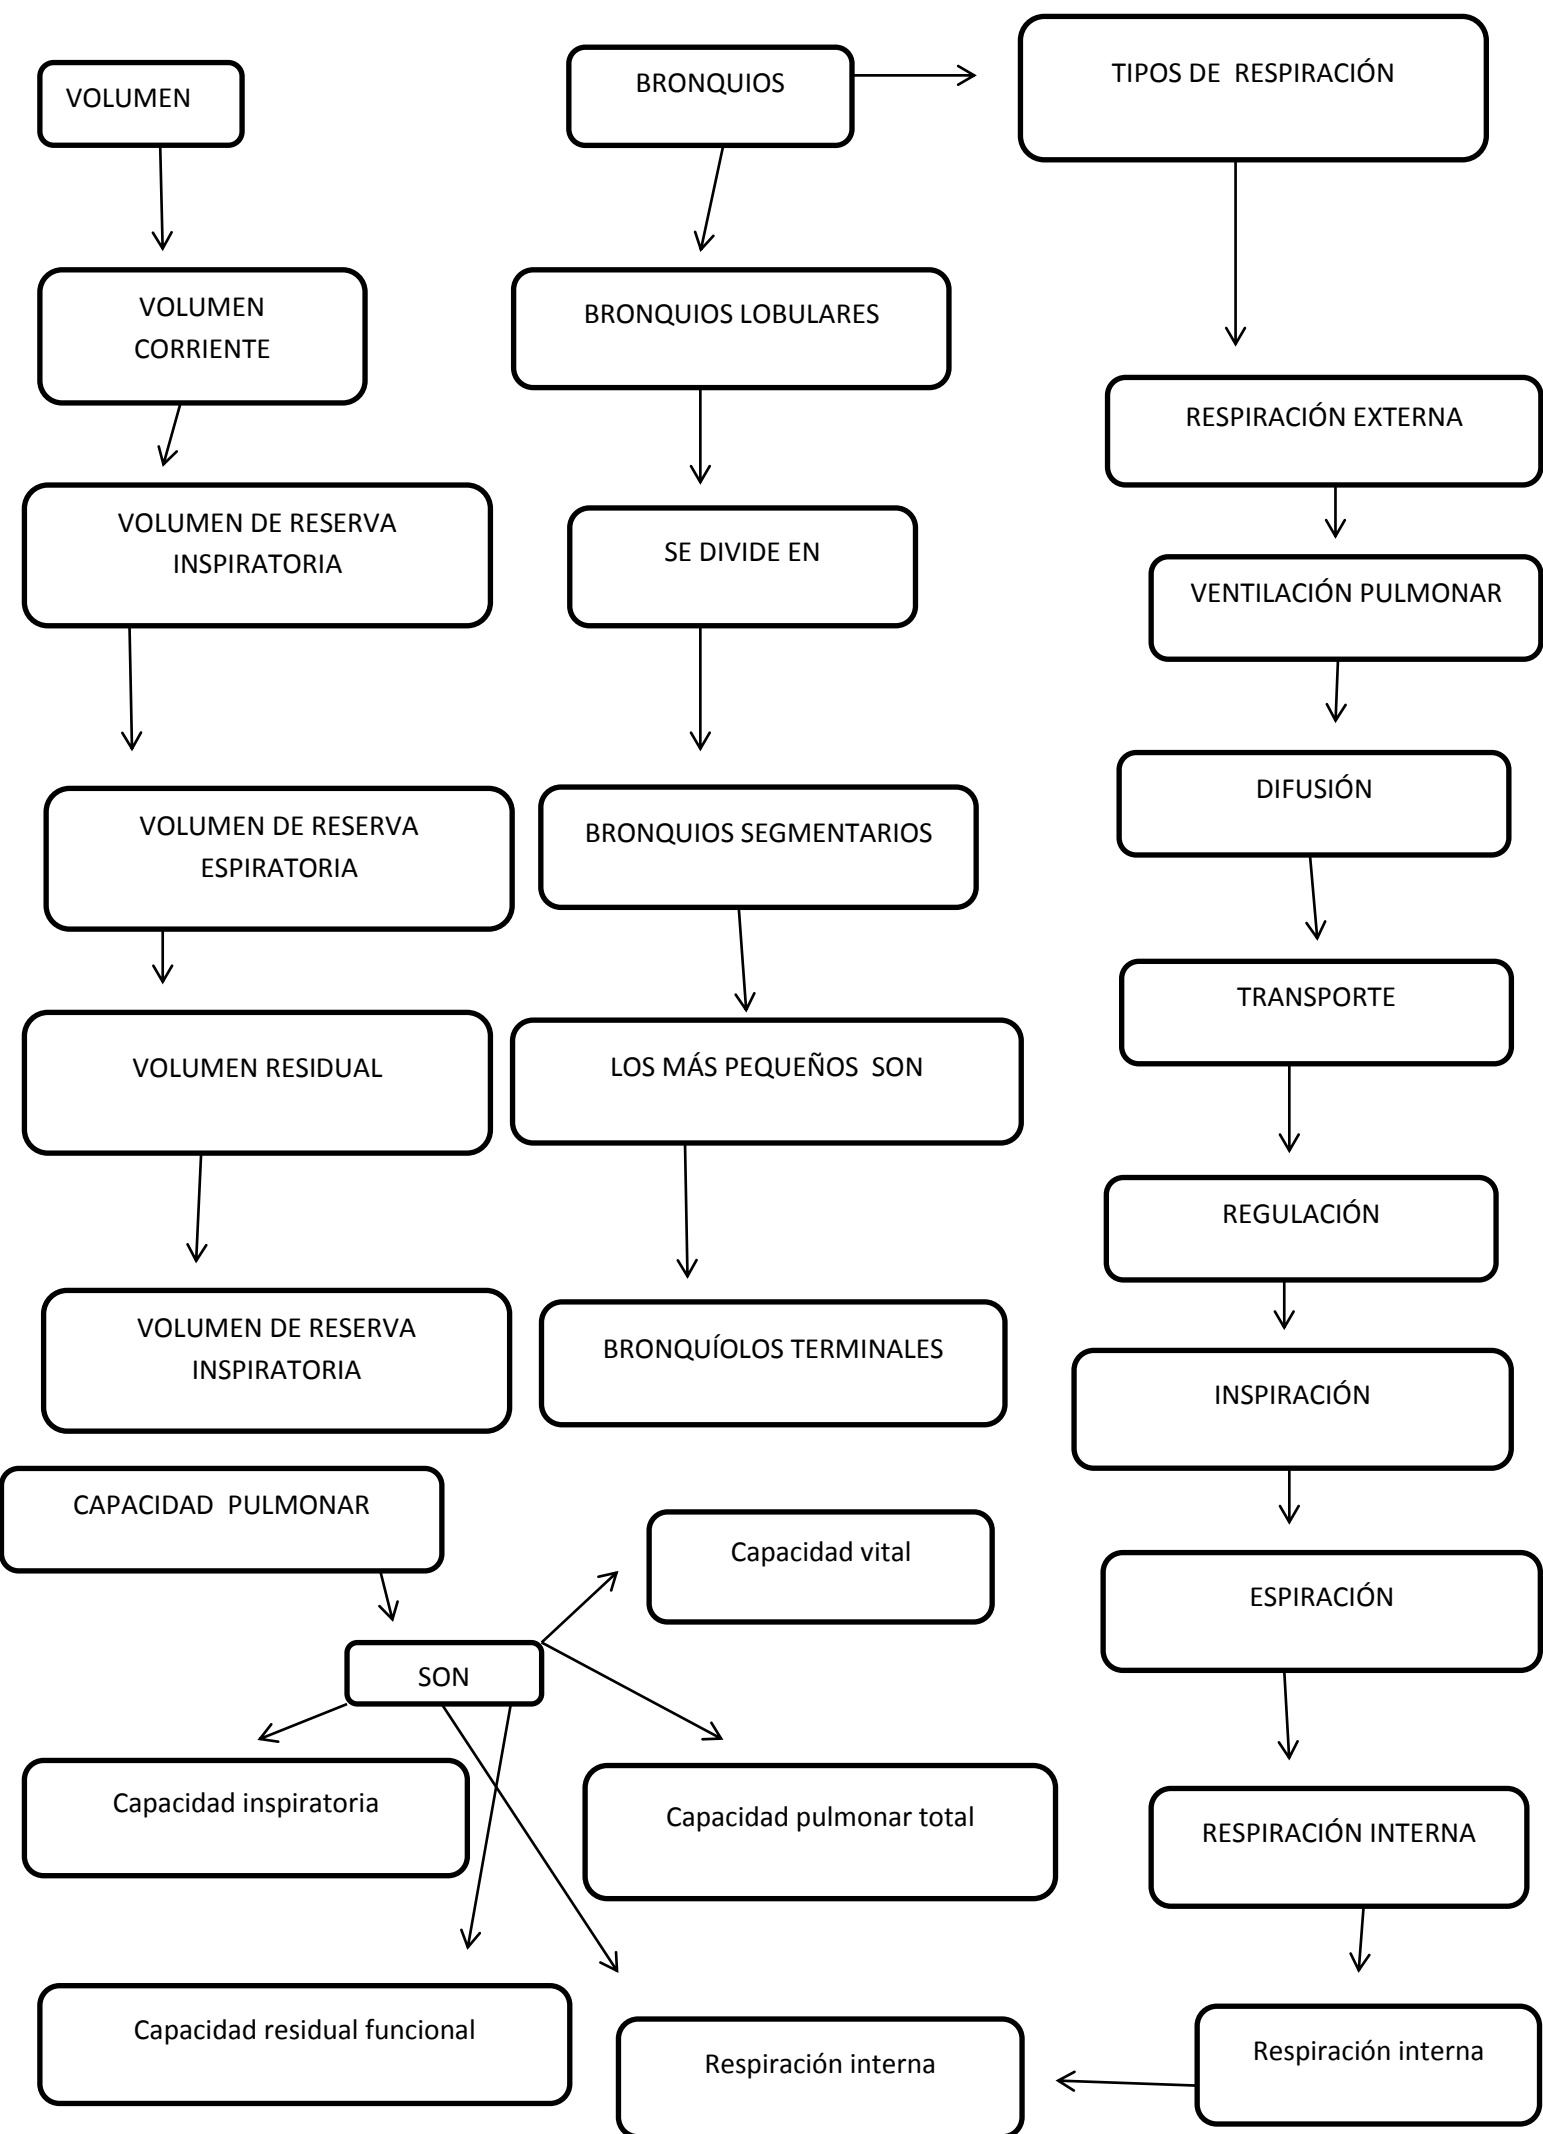 VOLUMEN
VOLUMEN
CORRIENTE
VOLUMEN DE RESERVA
INSPIRATORIA
VOLUMEN DE RESERVA
ESPIRATORIA
VOLUMEN RESIDUAL
VOLUMEN DE RESERVA
INSPIRATORIA
BRONQUIOS
BRONQUIOS LOBULARES
SE DIVIDE EN
BRONQUIOS SEGMENTARIOS
LOS MÁS PEQUEÑOS SON
BRONQUÍOLOS TERMINALES
TIPOS DE RESPIRACIÓN
RESPIRACIÓN EXTERNA
VENTILACIÓN PULMONAR
DIFUSIÓN
TRANSPORTE
REGULACIÓN
INSPIRACIÓN
ESPIRACIÓN
RESPIRACIÓN INTERNA
Respiración interna
CAPACIDAD PULMONAR
SON
Capacidad vital
Capacidad pulmonar total
Capacidad inspiratoria
Capacidad residual funcional
Respiración interna